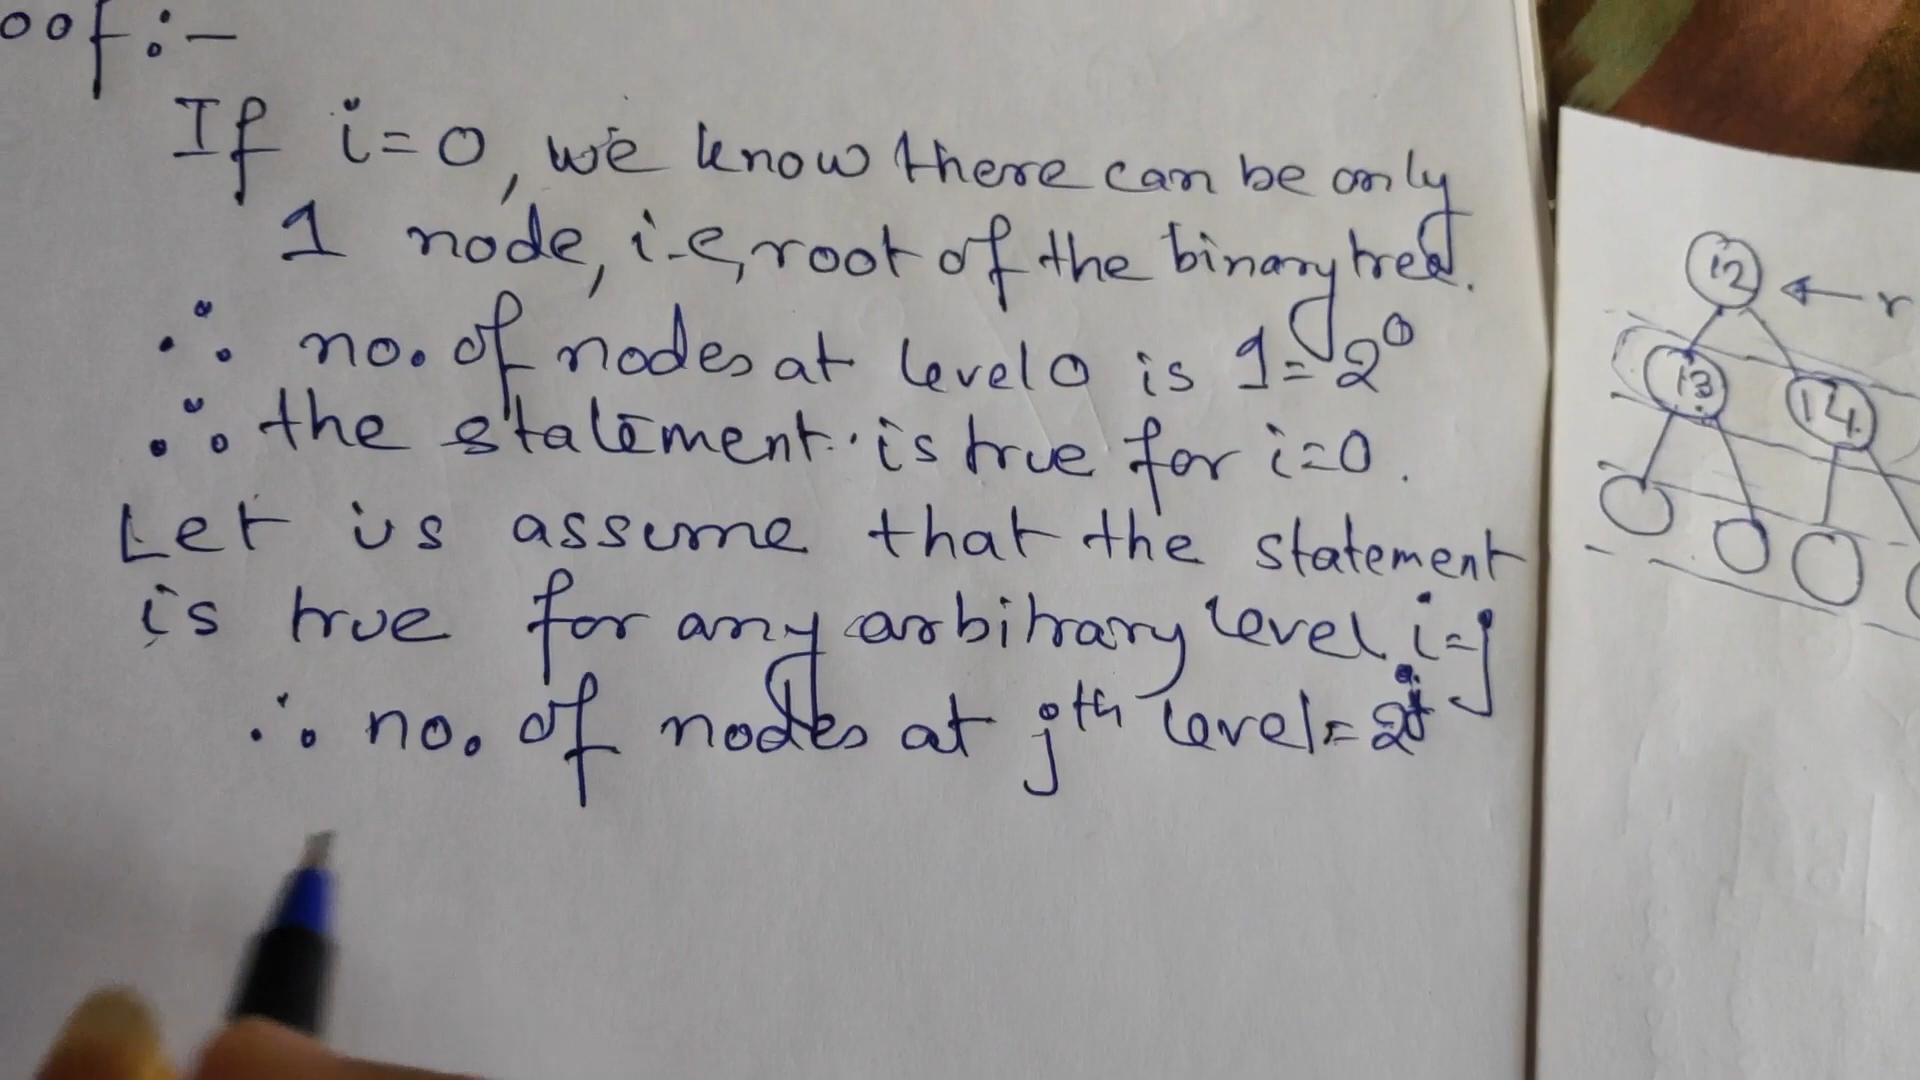 oof :-
If i=0, we know there can be only
1 node, i.e, root of the binary tree.
∴ no. of nodes at level 0 is 1=2⁰
∴ the statement is true for i=0.
Let us assume that the statement
is true for any arbitrary level i=j
∴ no. of nodes at jth level = 2ʲ
12 ← r
13 14